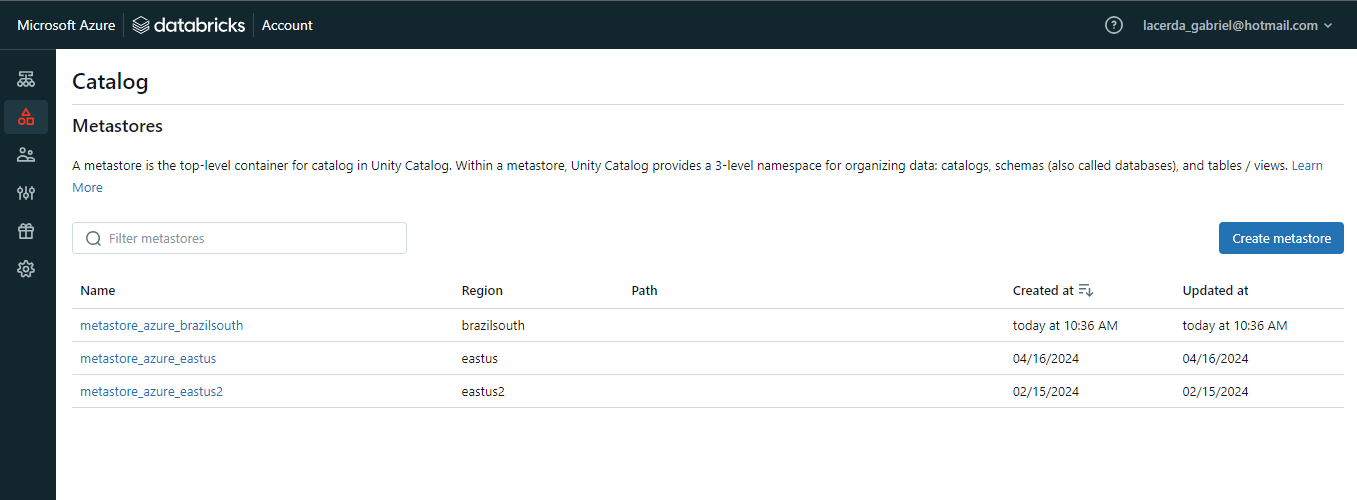 Microsoft Azure databricks Account lacerda_gabriel@hotmail.com
Catalog
Metastores
A metastore is the top-level container for catalog in Unity Catalog. Within a metastore, Unity Catalog provides a 3-level namespace for organizing data: catalogs, schemas (also called databases), and tables / views. Learn
More
Filter metastores Create metastore
Name Region Path Created at Updated at
metastore_azure_brazilsouth brazilsouth today at 10:36 AM today at 10:36 AM
metastore_azure_eastus eastus 04/16/2024 04/16/2024
metastore_azure_eastus2 eastus2 02/15/2024 02/15/2024